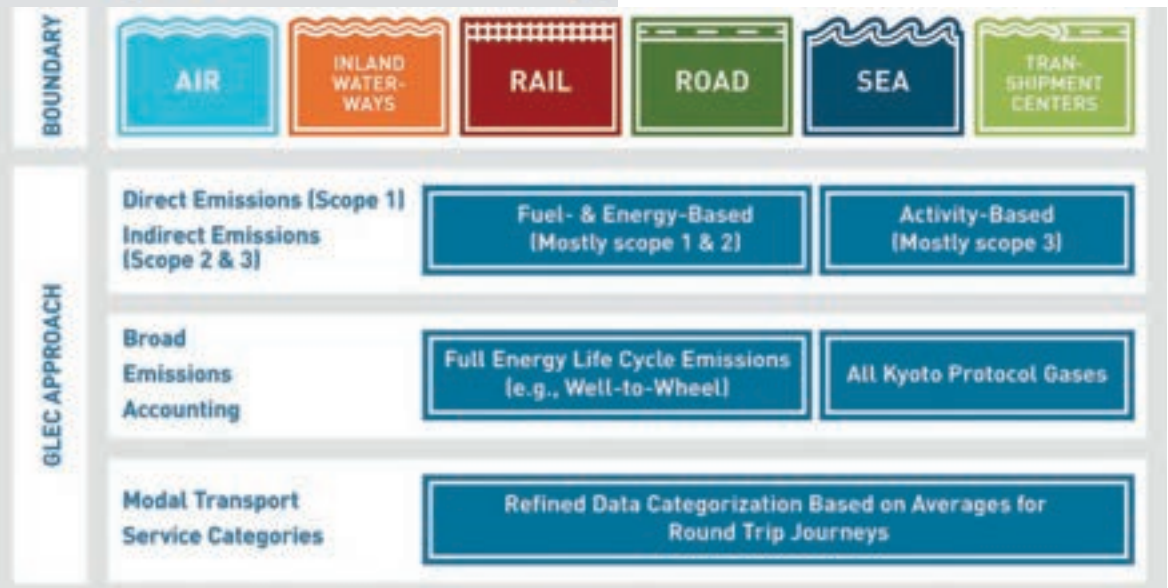 BOUNDARY
AIR
INLAND
WATER-
WAYS
RAIL
ROAD
SEA
TRAN-
SHIPMENT
CENTERS
GLEC APPROACH
Direct Emissions (Scope 1)
Indirect Emissions
(Scope 2 & 3)
Fuel- & Energy-Based
(Mostly scope 1 & 2)
Activity-Based
(Mostly scope 3)
Broad
Emissions
Accounting
Full Energy Life Cycle Emissions
(e.g., Well-to-Wheel)
All Kyoto Protocol Gases
Modal Transport
Service Categories
Refined Data Categorization Based on Averages for
Round Trip Journeys